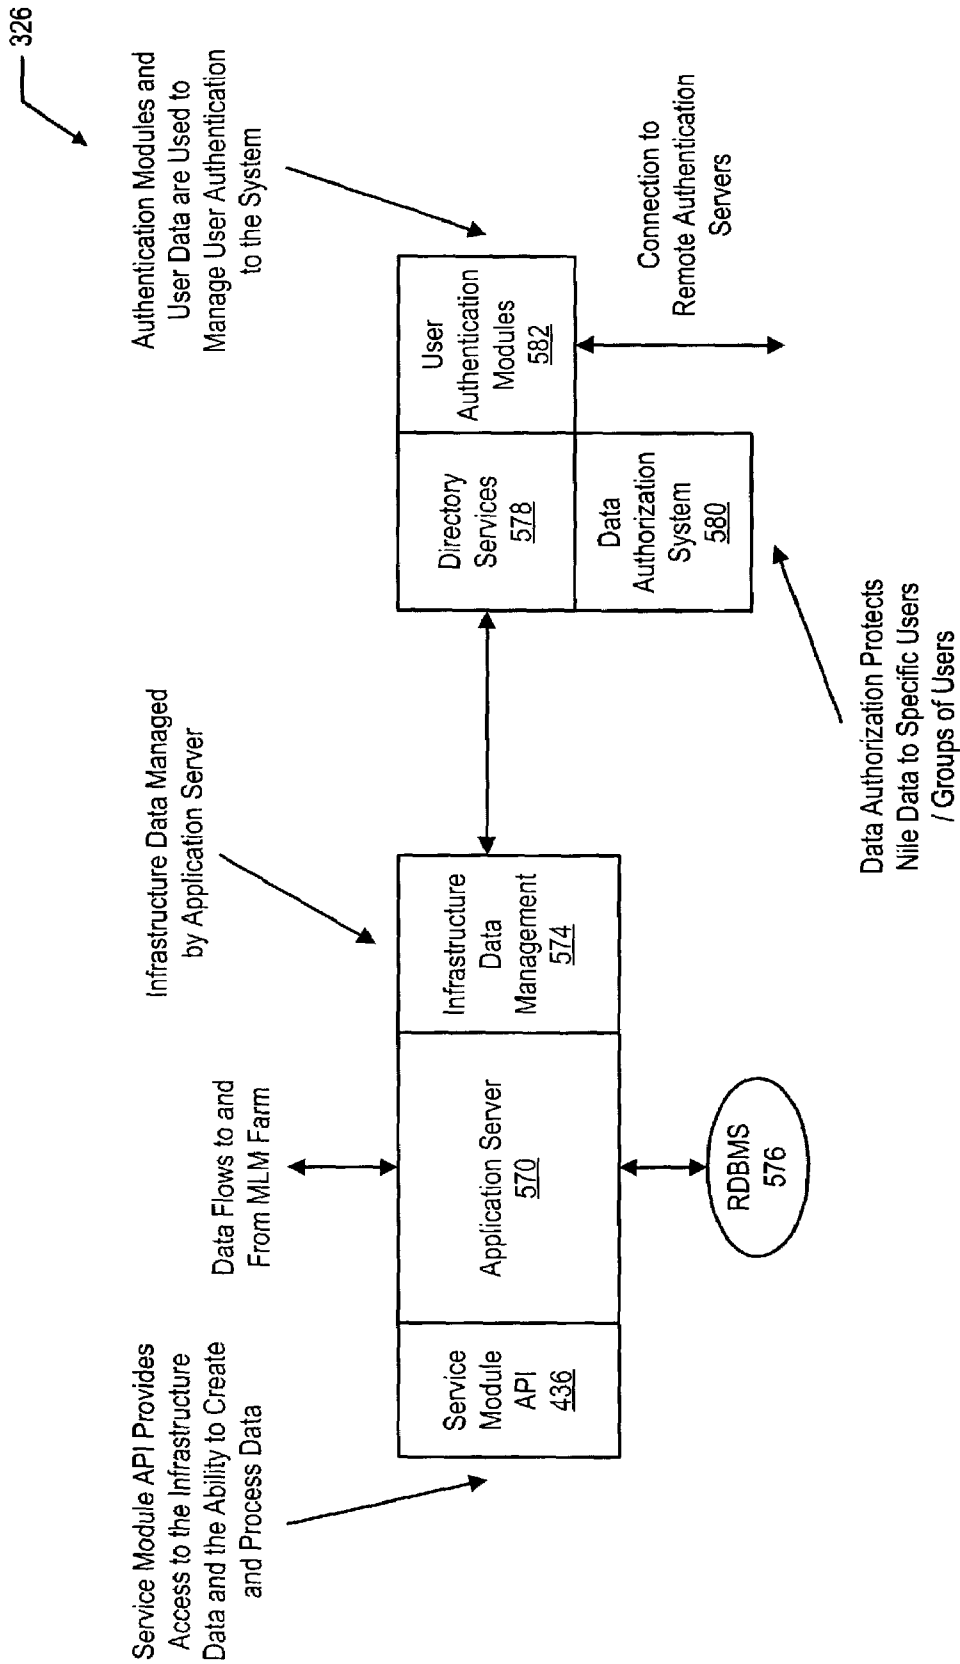 326
Service Module API Provides
Access to the Infrastructure
Data and the Ability to Create
and Process Data
Data Flows to and
From MLM Farm
Infrastructure Data Managed
by Application Server
Authentication Modules and
User Data are Used to
Manage User Authentication
to the System
Service
Module
API
436
Application Server
570
Infrastructure
Data
Management
574
Directory
Services
578
User
Authentication
Modules
582
Data
Authorization
System
580
Connection to
Remote Authentication
Servers
RDBMS
576
Data Authorization Protects
Nile Data to Specific Users
/ Groups of Users